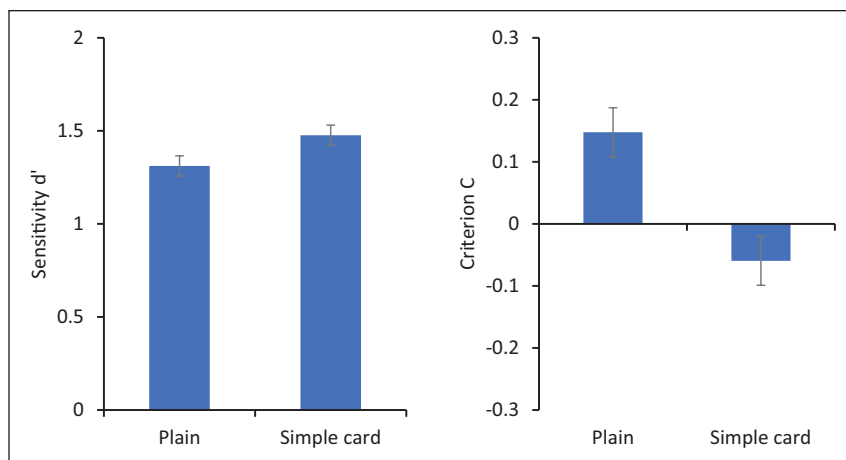 Sensitivity d'
2
1.5
1
0.5
0
Plain
Simple card
Criterion C
0.3
0.2
0.1
0
-0.1
-0.2
-0.3
Plain
Simple card